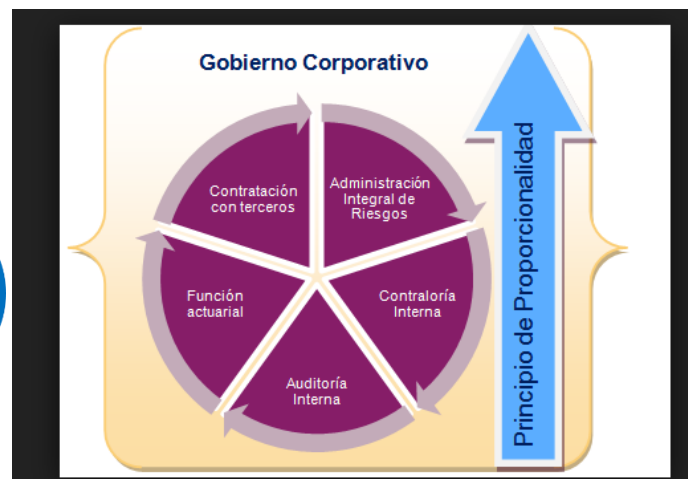 Gobierno Corporativo
Contratación
con terceros
Administración
Integral de
Riesgos
Función
actuarial
Contraloría
Interna
Auditoría
Interna
Principio de Proporcionalidad